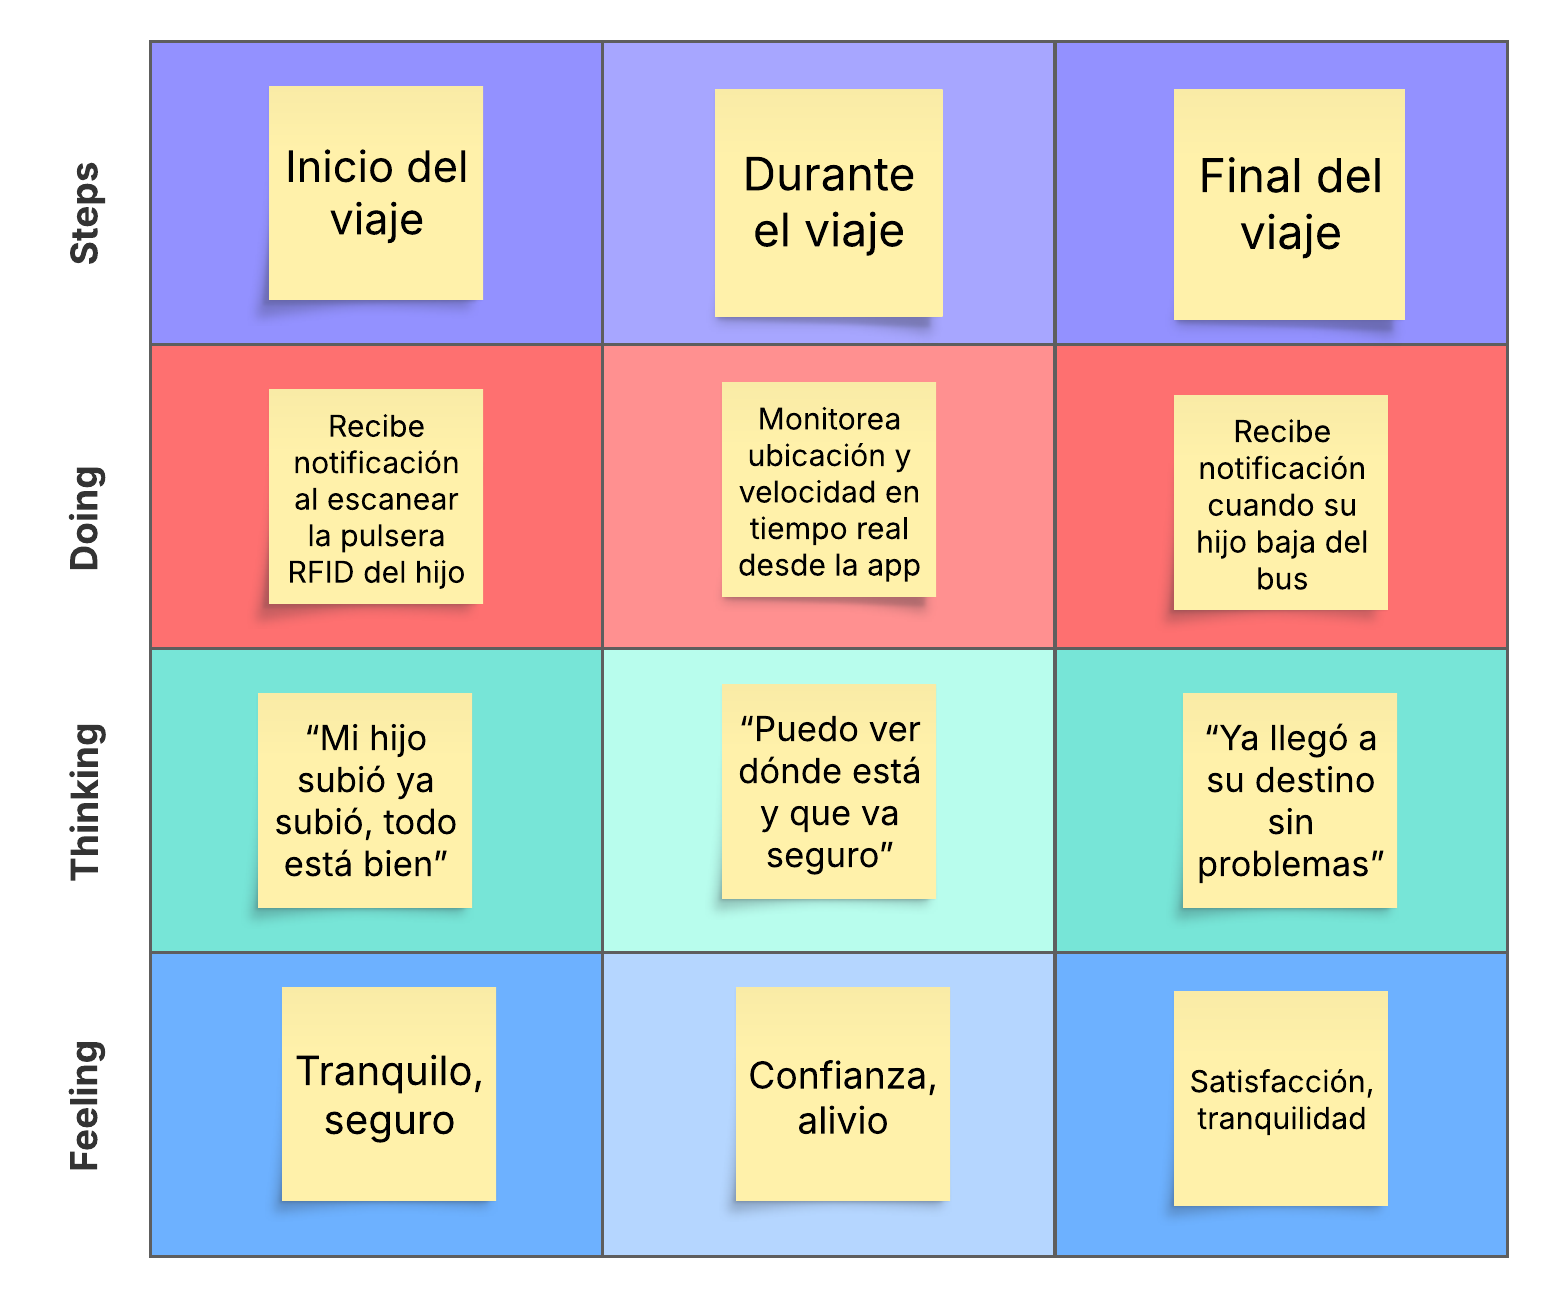 Steps
Inicio del
viaje
Durante
el viaje
Final del
viaje
Doing
Recibe
notificación
al escanear
la pulsera
RFID del hijo
Monitorea
ubicación y
velocidad en
tiempo real
desde la app
Recibe
notificación
cuando su
hijo baja del
bus
Thinking
“Mi hijo
subió ya
subió, todo
está bien”
“Puedo ver
dónde está
y que va
seguro”
“Ya llegó a
su destino
sin
problemas”
Feeling
Tranquilo,
seguro
Confianza,
alivio
Satisfacción,
tranquilidad